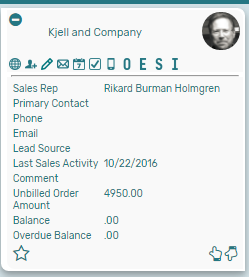 Kjell and Company
7 O E S I
Sales Rep Rikard Burman Holmgren
Primary Contact
Phone
Email
Lead Source
Last Sales Activity 10/22/2016
Comment
Unbilled Order 4950.00
Amount
Balance .00
Overdue Balance .00